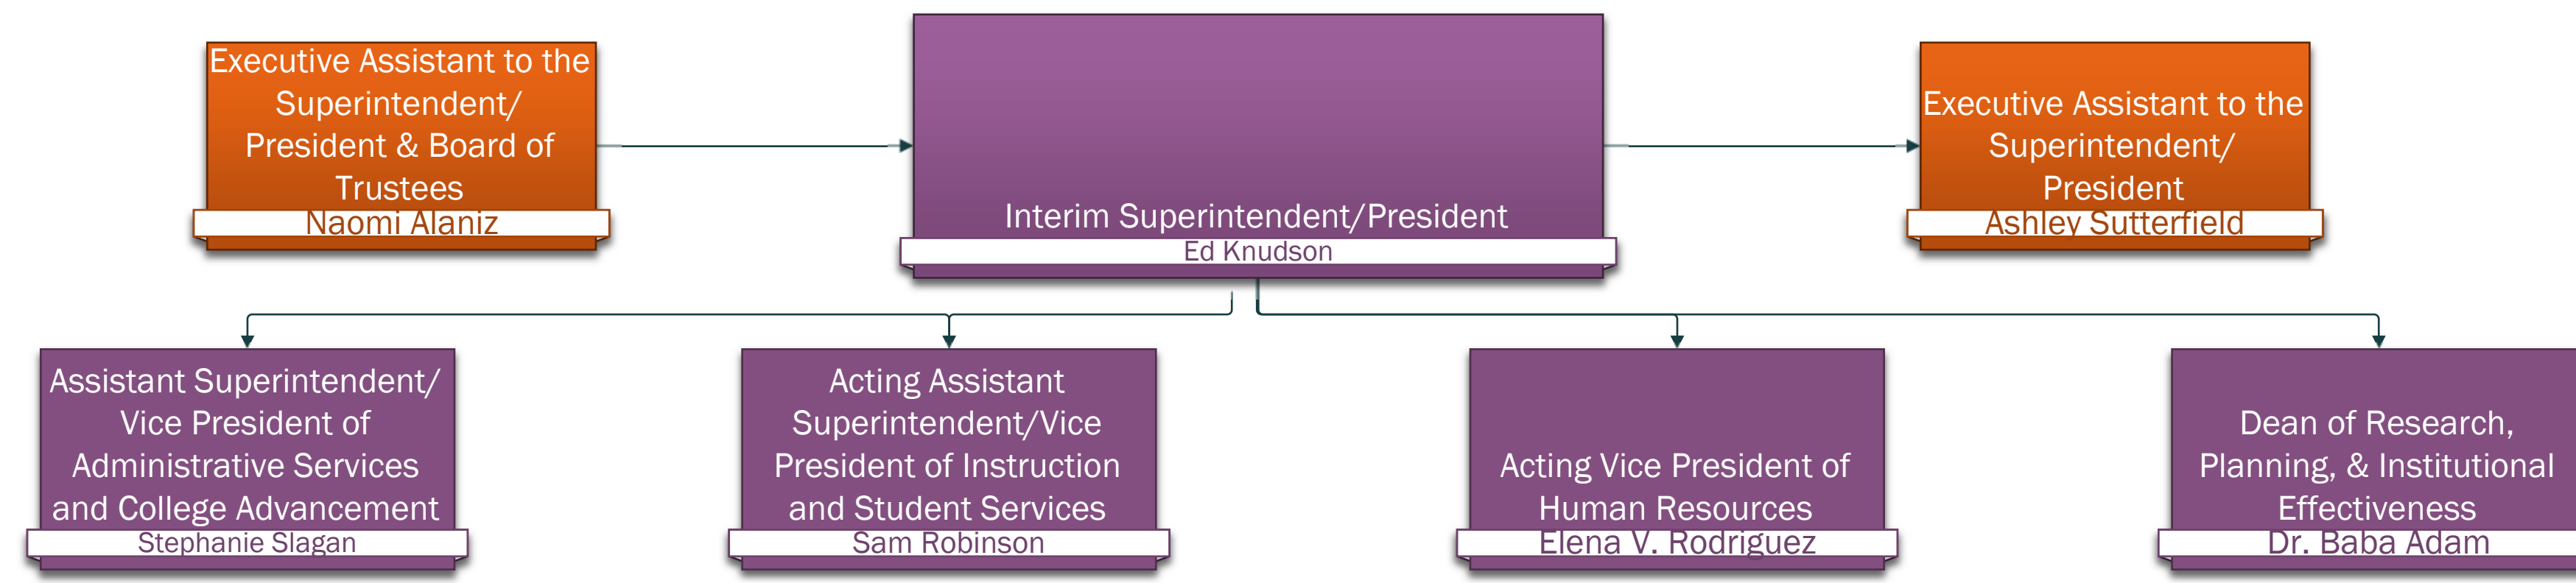 Executive Assistant to the
Superintendent/
President & Board of
Trustees
Naomi Alaniz
Interim Superintendent/President
Ed Knudson
Executive Assistant to the
Superintendent/
President
Ashley Sutterfield
Assistant Superintendent/
Vice President of
Administrative Services
and College Advancement
Stephanie Slagan
Acting Assistant
Superintendent/Vice
President of Instruction
and Student Services
Sam Robinson
Acting Vice President of
Human Resources
Elena V. Rodriguez
Dean of Research,
Planning, & Institutional
Effectiveness
Dr. Baba Adam